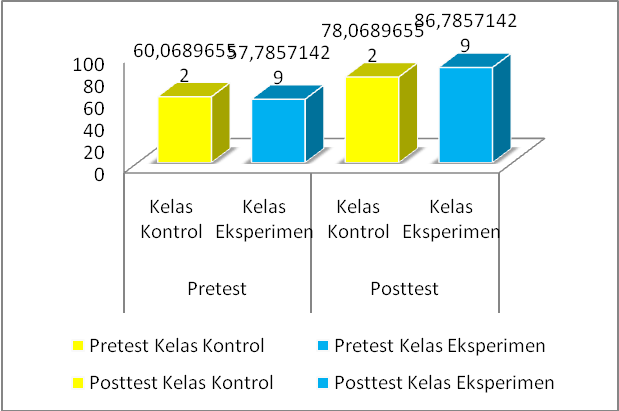 60,0689655
2
57,7857142
9
78,0689655
2
86,7857142
9
100
80
60
40
20
0
Kelas
Kontrol
Kelas
Eksperimen
Kelas
Kontrol
Kelas
Eksperimen
Pretest
Posttest
Pretest Kelas Kontrol
Pretest Kelas Eksperimen
Posttest Kelas Kontrol
Posttest Kelas Eksperimen